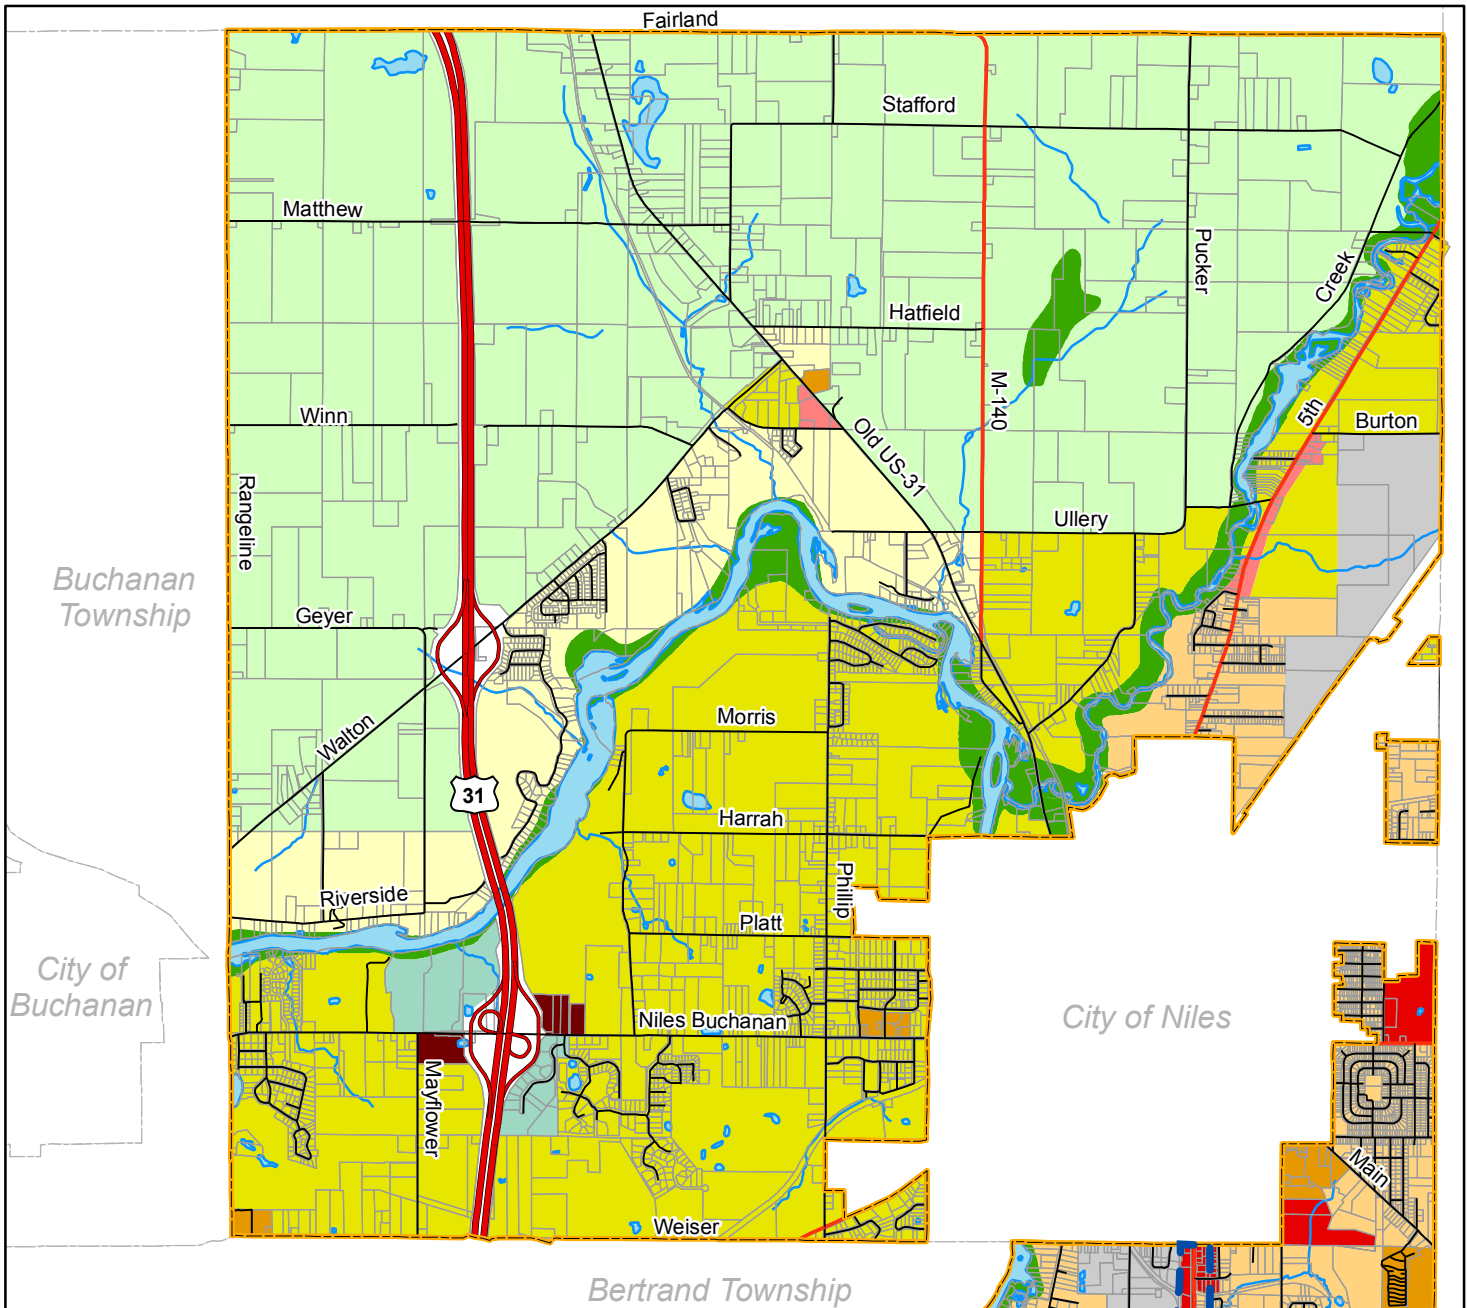 Fairland
Stafford
Matthew
Pucker
Creek
Hatfield
M-140
5th
Winn
Burton
Old US-31
Rangeline
Ullery
Buchanan
Township
Geyer
Morris
Walton
31
Harrah
Phillip
Riverside
Platt
City of
Buchanan
City of Niles
Niles Buchanan
Mayflower
Main
Weiser
Bertrand Township